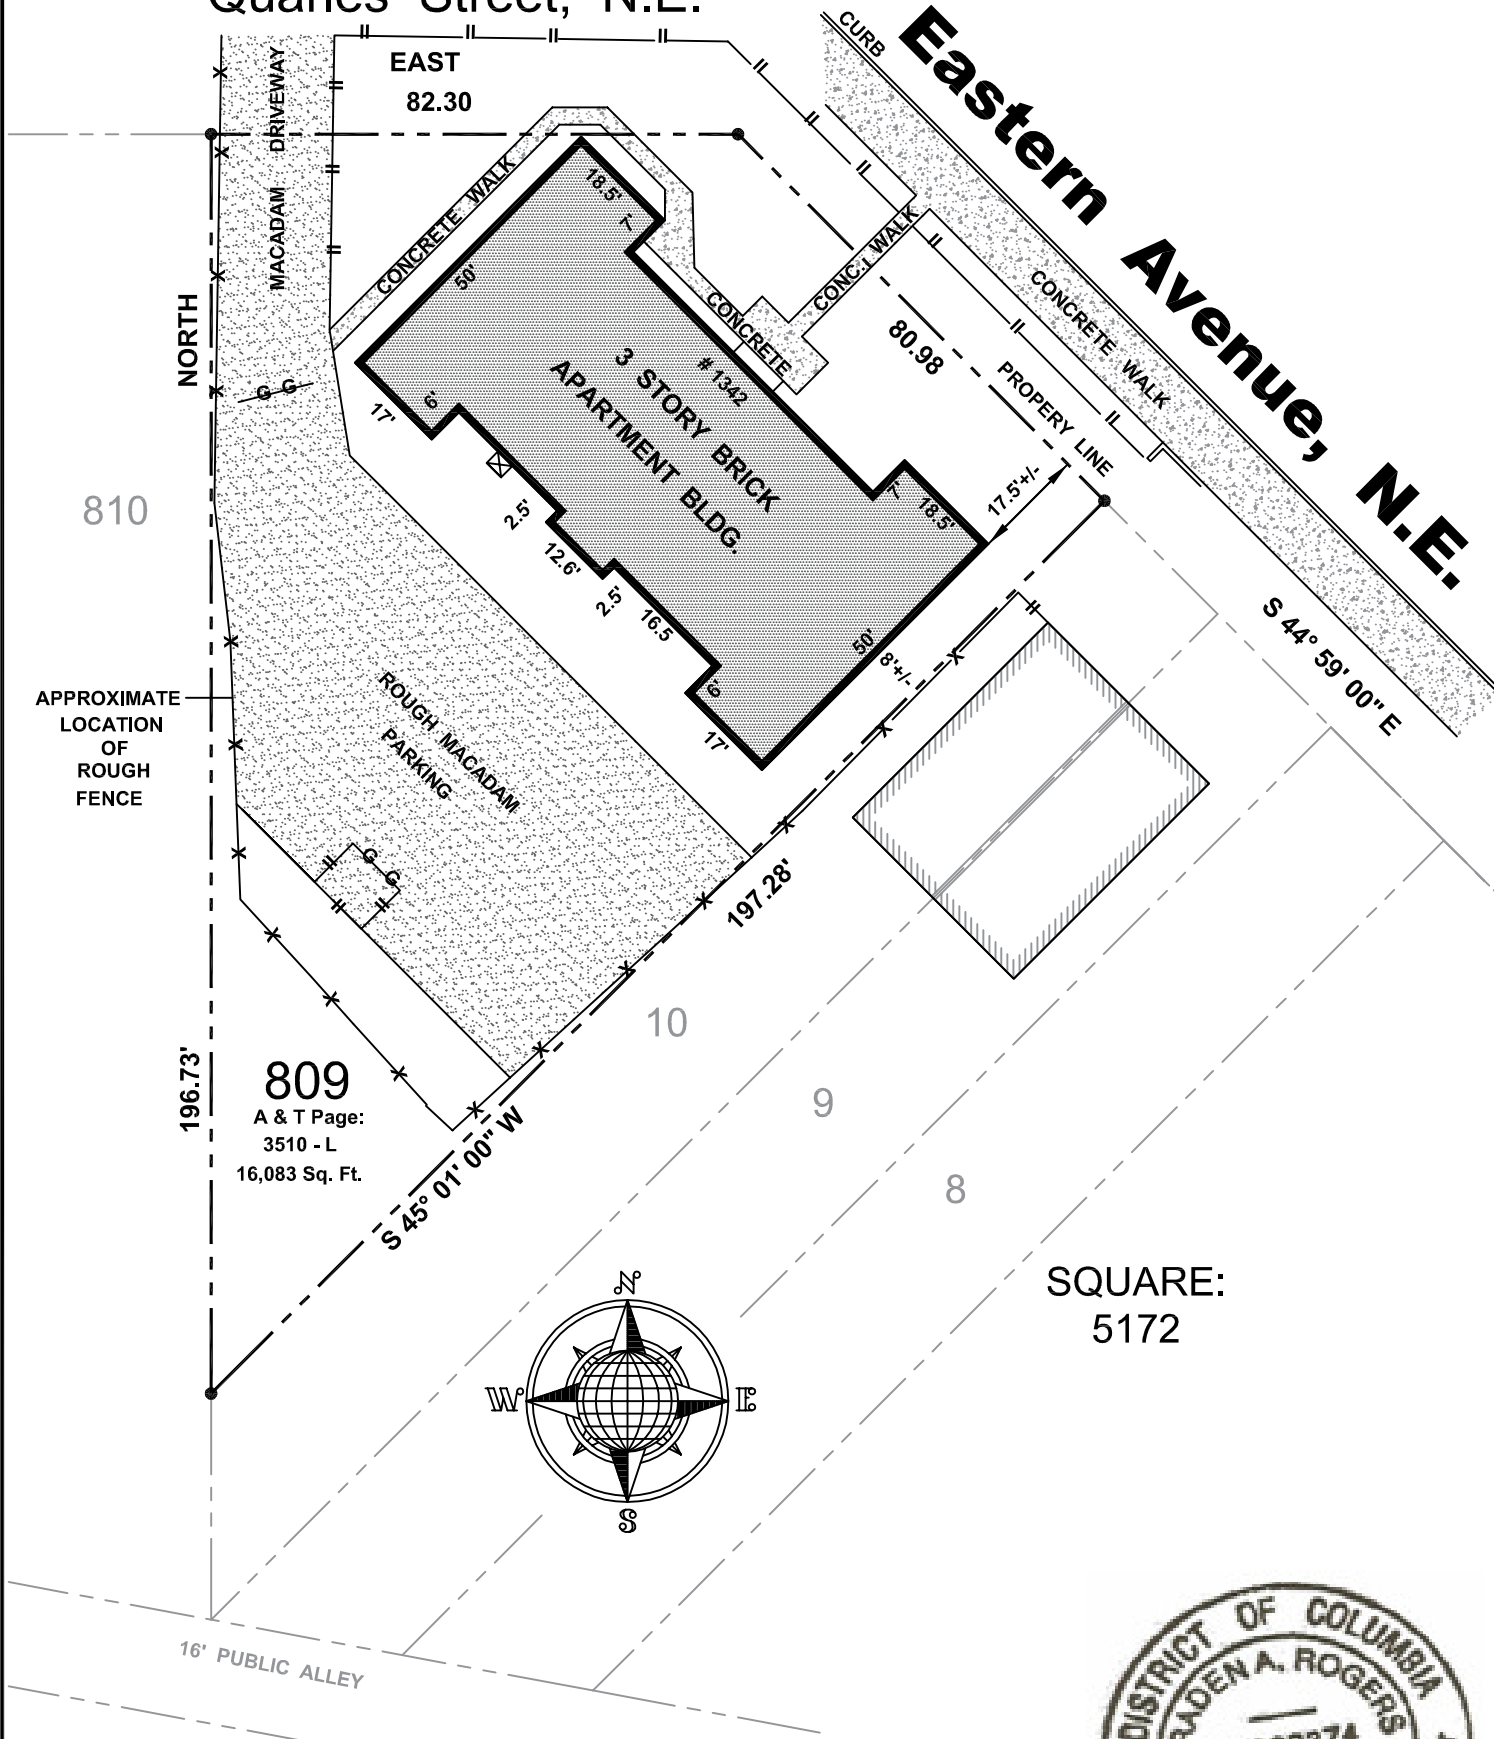 Quarles Street, N.E.
CURB
Eastern Avenue, N.E.
EAST
82.30
MACADAM DRIVEWAY
CONCRETE WALK
18.5'
7'
50'
NORTH
CONC. WALK
CONCRETE
80.98
CONCRETE WALK
PROPERY LINE
# 1342
3 STORY BRICK
APARTMENT BLDG.
G G
17'
6'
2.5'
12.6'
2.5'
16.5
6'
17'
7'
18.5'
17.5'+/-
50'
8'+/-
S 44° 59' 00" E
810
APPROXIMATE
LOCATION
OF
ROUGH
FENCE
ROUGH MACADAM
PARKING
G
G
197.28'
10
9
8
196.73'
809
A & T Page:
3510 - L
16,083 Sq. Ft.
S 45° 01' 00" W
SQUARE:
5172
N
W
E
S
16' PUBLIC ALLEY
DISTRICT OF COLUMBIA
RADEN A. ROGERS